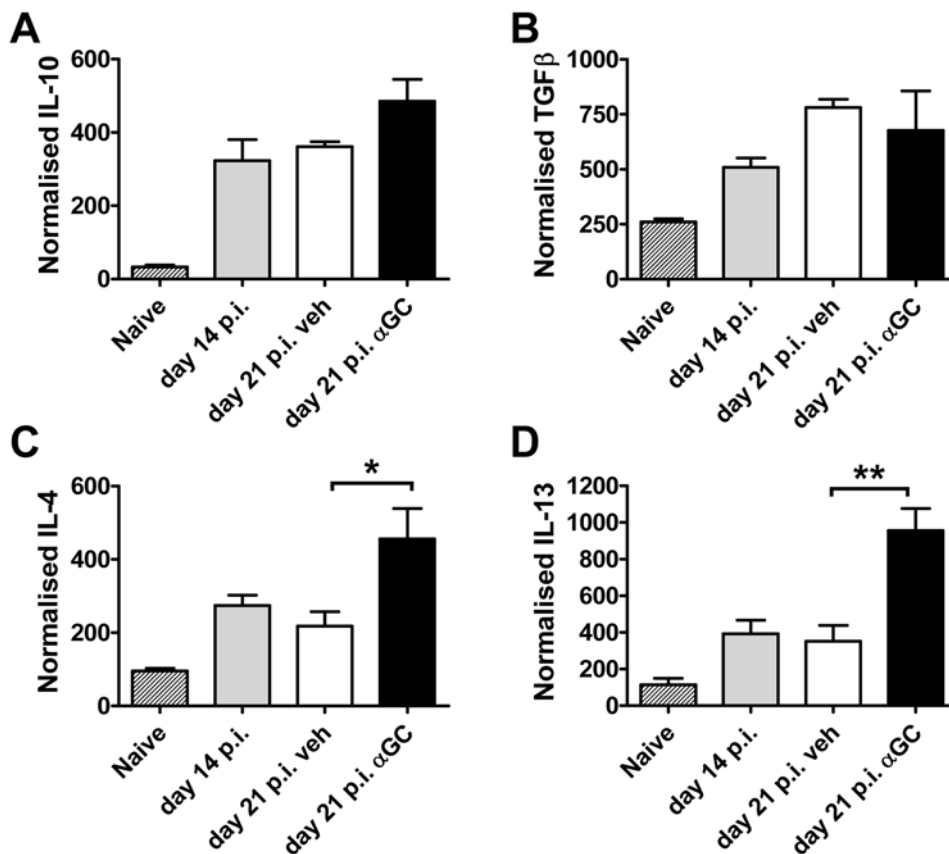 A
Normalised IL-10
600
400
200
0
Naive
day 14 p.i.
day 21 p.i. veh
day 21 p.i. αGC
B
Normalised TGFβ
1000
750
500
250
0
Naive
day 14 p.i.
day 21 p.i. veh
day 21 p.i. αGC
C
Normalised IL-4
600
400
200
0
*
Naive
day 14 p.i.
day 21 p.i. veh
day 21 p.i. αGC
D
Normalised IL-13
1200
1000
800
600
400
200
0
**
Naive
day 14 p.i.
day 21 p.i. veh
day 21 p.i. αGC